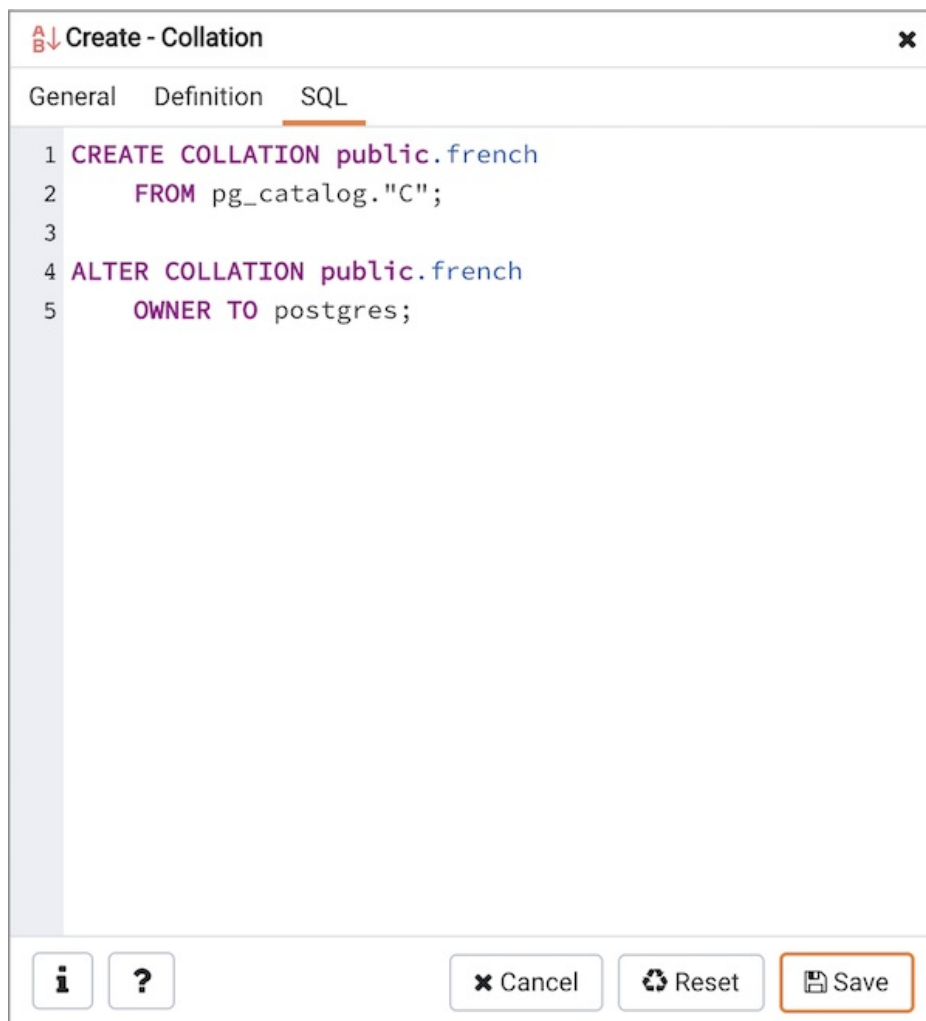 Create - Collation
General Definition SQL
1 CREATE COLLATION public.french
2 FROM pg_catalog."C";
3
4 ALTER COLLATION public.french
5 OWNER TO postgres;
i ? Cancel Reset Save